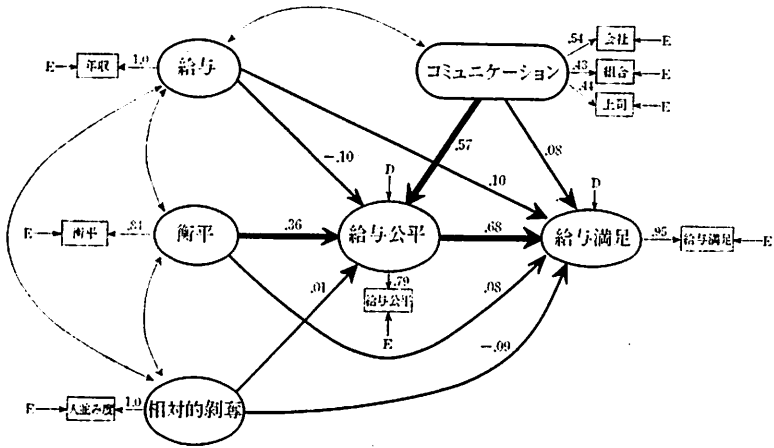 .54
会社
E
E
年収
1.0
給与
コミュニケーション
.43
組合
E
.44
上司
E
-.10
.57
.08
D
.10
D
E
衡平
.84
衡平
.36
給与公平
.68
給与満足
.95
給与満足
E
.79
.01
給与公平
.08
E
-.09
E
人並み度
1.0
相対的剝奪